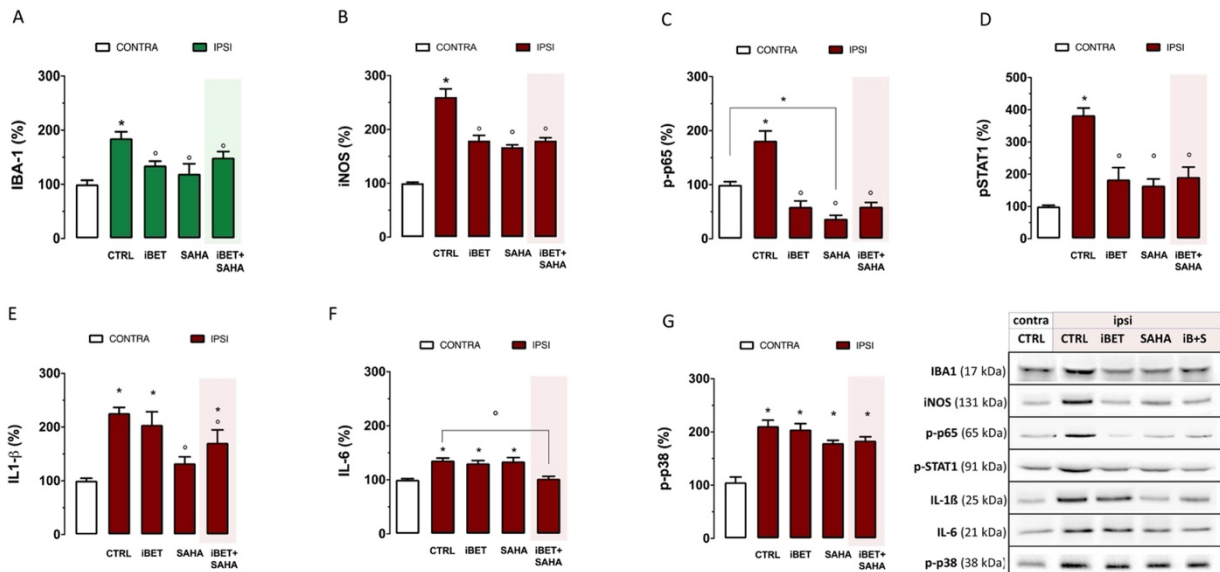 A
CONTRA IPSI
IBA-1 (%)
300
200
100
0
CTRL iBET SAHA iBET+
SAHA
*
°
°
°
B
CONTRA IPSI
iNOS (%)
300
200
100
0
CTRL iBET SAHA iBET+
SAHA
*
°
°
°
C
CONTRA IPSI
p-p65 (%)
300
200
100
0
CTRL iBET SAHA iBET+
SAHA
*
*
°
°
°
D
CONTRA IPSI
pSTAT1 (%)
500
400
300
200
100
0
CTRL iBET SAHA iBET+
SAHA
*
°
°
°
E
CONTRA IPSI
IL1-β (%)
300
200
100
0
CTRL iBET SAHA iBET+
SAHA
*
*
°
*
°
F
CONTRA IPSI
IL-6 (%)
300
200
100
0
CTRL iBET SAHA iBET+
SAHA
°
*
*
*
G
CONTRA IPSI
p-p38 (%)
300
200
100
0
CTRL iBET SAHA iBET+
SAHA
*
*
*
*
contra ipsi
CTRL CTRL iBET SAHA iB+S
IBA1 (17 kDa)
iNOS (131 kDa)
p-p65 (65 kDa)
p-STAT1 (91 kDa)
IL-1ß (25 kDa)
IL-6 (21 kDa)
p-p38 (38 kDa)